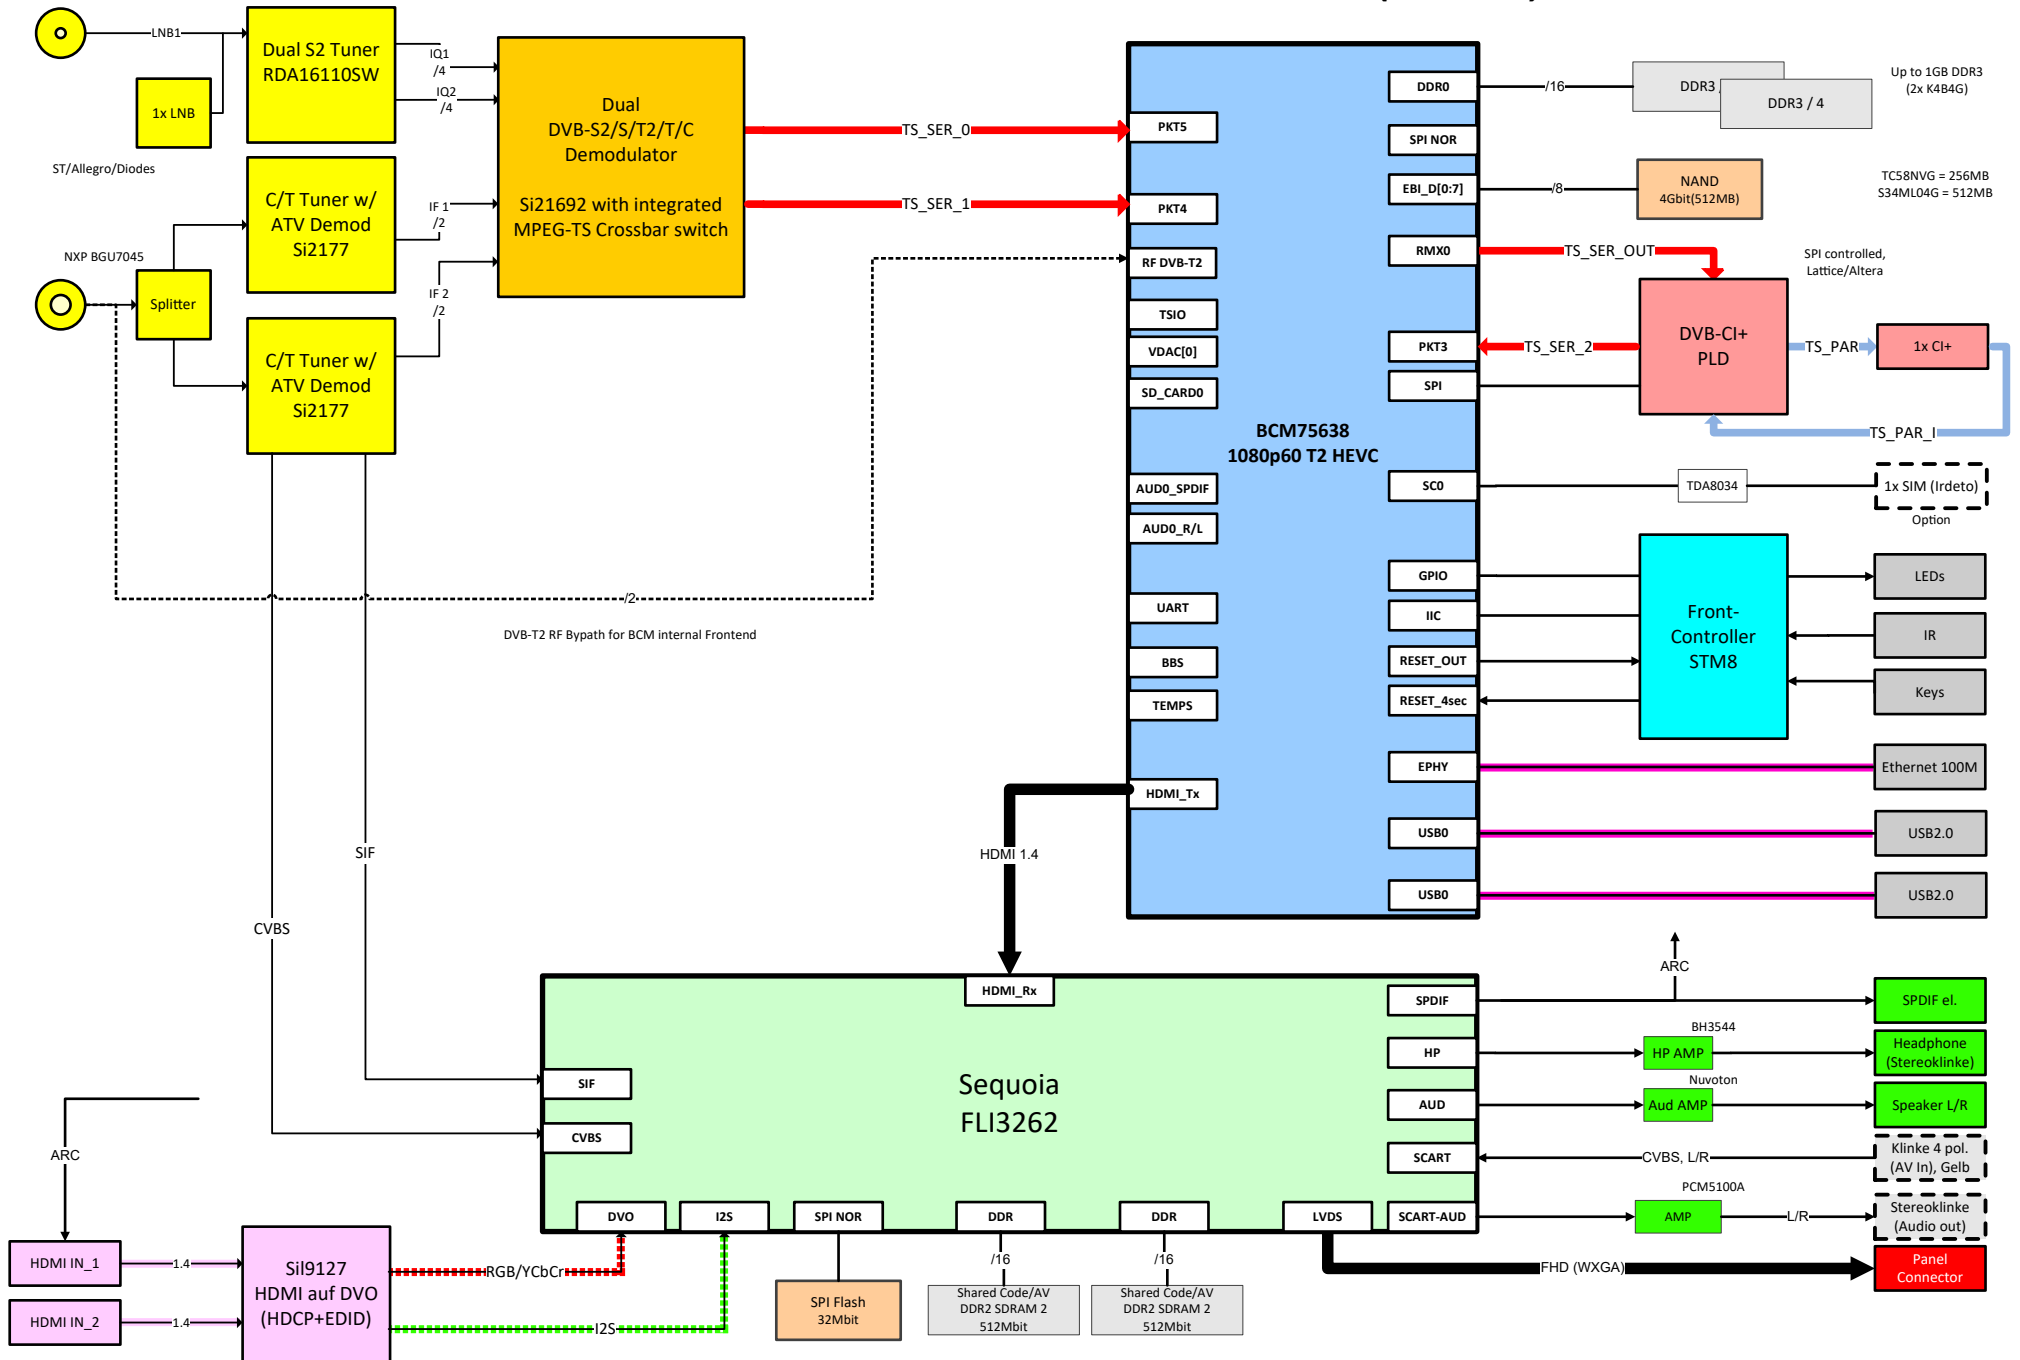 LNB1
Dual S2 Tuner
RDA16110SW
1x LNB
ST/Allegro/Diodes
IQ1
/4
IQ2
/4
C/T Tuner w/
ATV Demod
Si2177
IF 1
/2
NXP BGU7045
Splitter
IF 2
/2
C/T Tuner w/
ATV Demod
Si2177
Dual
DVB-S2/S/T2/T/C
Demodulator
Si21692 with integrated
MPEG-TS Crossbar switch
TS_SER_0
TS_SER_1
/2
DVB-T2 RF Bypath for BCM internal Frontend
SIF
CVBS
PKT5
PKT4
RF DVB-T2
TSIO
VDAC[0]
SD_CARD0
AUD0_SPDIF
AUD0_R/L
UART
BBS
TEMPS
HDMI_Tx
HDMI 1.4
BCM75638
1080p60 T2 HEVC
DDR0
SPI NOR
EBI_D[0:7]
RMX0
PKT3
SPI
SC0
GPIO
IIC
RESET_OUT
RESET_4sec
EPHY
USB0
USB0
/16
DDR3
DDR3 / 4
Up to 1GB DDR3
(2x K4B4G)
/8
NAND
4Gbit(512MB)
TC58NVG = 256MB
S34ML04G = 512MB
TS_SER_OUT
SPI controlled,
Lattice/Altera
TS_SER_2
DVB-CI+
PLD
TS_PAR
1x CI+
TS_PAR_I
TDA8034
1x SIM (Irdeto)
Option
Front-
Controller
STM8
LEDs
IR
Keys
Ethernet 100M
USB2.0
USB2.0
ARC
HDMI_Rx
Sequoia
FLI3262
SIF
CVBS
DVO
I2S
SPI NOR
DDR
DDR
LVDS
SPDIF
HP
AUD
SCART
SCART-AUD
SPDIF el.
BH3544
HP AMP
Headphone
(Stereoklinke)
Nuvoton
Aud AMP
Speaker L/R
CVBS, L/R
Klinke 4 pol.
(AV In), Gelb
PCM5100A
AMP
L/R
Stereoklinke
(Audio out)
FHD (WXGA)
Panel
Connector
ARC
HDMI IN_1
1.4
HDMI IN_2
1.4
Sil9127
HDMI auf DVO
(HDCP+EDID)
RGB/YCbCr
I2S
SPI Flash
32Mbit
/16
Shared Code/AV
DDR2 SDRAM 2
512Mbit
/16
Shared Code/AV
DDR2 SDRAM 2
512Mbit